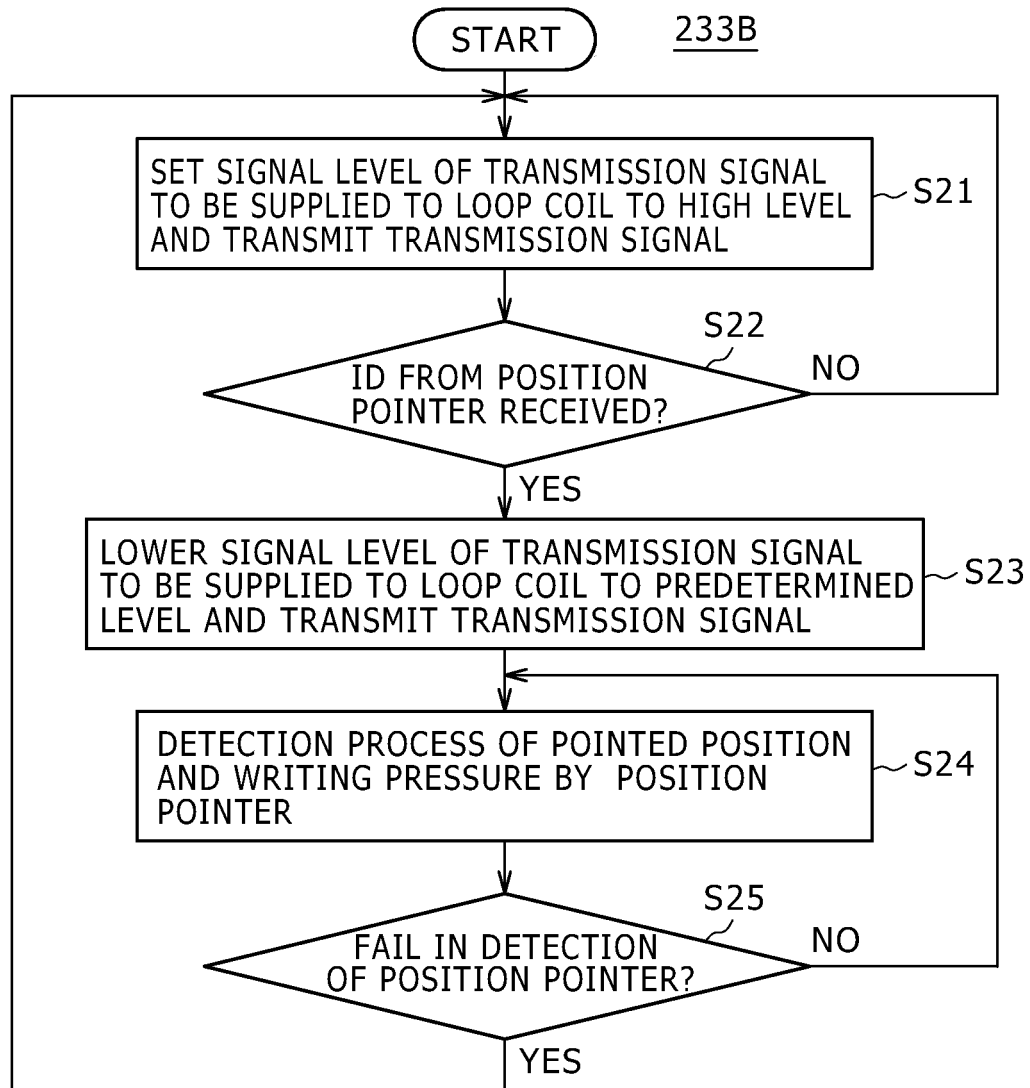 START
233B
SET SIGNAL LEVEL OF TRANSMISSION SIGNAL
TO BE SUPPLIED TO LOOP COIL TO HIGH LEVEL
AND TRANSMIT TRANSMISSION SIGNAL
S21
S22
ID FROM POSITION
POINTER RECEIVED?
NO
YES
LOWER SIGNAL LEVEL OF TRANSMISSION SIGNAL
TO BE SUPPLIED TO LOOP COIL TO PREDETERMINED
LEVEL AND TRANSMIT TRANSMISSION SIGNAL
S23
DETECTION PROCESS OF POINTED POSITION
AND WRITING PRESSURE BY POSITION
POINTER
S24
S25
FAIL IN DETECTION
OF POSITION POINTER?
NO
YES